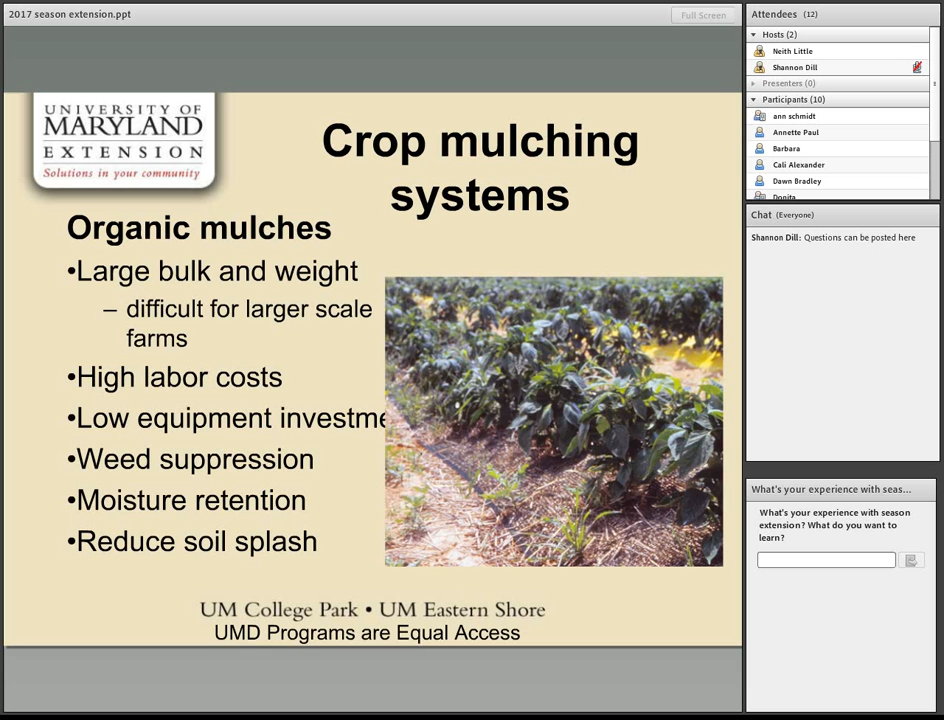 2017 season extension.ppt
Full Screen
UNIVERSITY OF
MARYLAND
EXTENSION
Solutions in your community
Crop mulching
systems
Organic mulches
•Large bulk and weight
– difficult for larger scale
farms
•High labor costs
•Low equipment investme
•Weed suppression
•Moisture retention
•Reduce soil splash
UM College Park • UM Eastern Shore
UMD Programs are Equal Access
Attendees (12)
Hosts (2)
Neith Little
Shannon Dill
Presenters (0)
Participants (10)
ann schmidt
Annette Paul
Barbara
Cali Alexander
Dawn Bradley
Donita
Chat (Everyone)
Shannon Dill: Questions can be posted here
What's your experience with seas...
What's your experience with season
extension? What do you want to
learn?